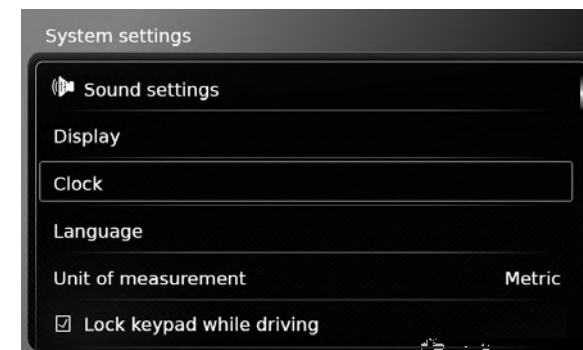 System settings
Sound settings
Display
Clock
Language
Unit of measurement Metric
Lock keypad while driving